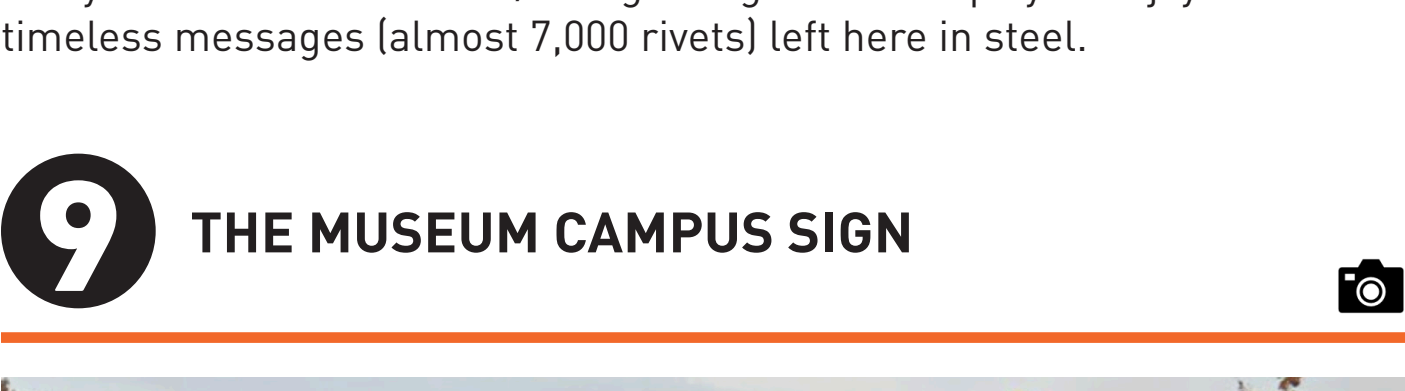 timeless messages (almost 7,000 rivets) left here in steel.
9
THE MUSEUM CAMPUS SIGN